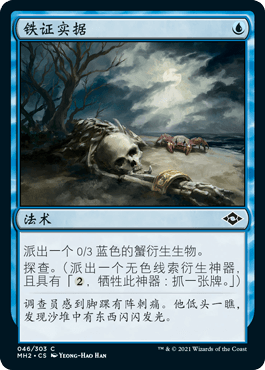 铁证实据
法术
派出一个 0/3 蓝色的蟹衍生生物。
探查。（派出一个无色线索衍生神器，
且具有「2，牺牲此神器：抓一张牌。」）
调查员感到脚踝有阵刺痛。他低头一瞧，
发现沙堆中有东西闪闪发光。
046/303 C
MH2 • CS Yeong-Hao Han
™ & © 2021 Wizards of the Coast